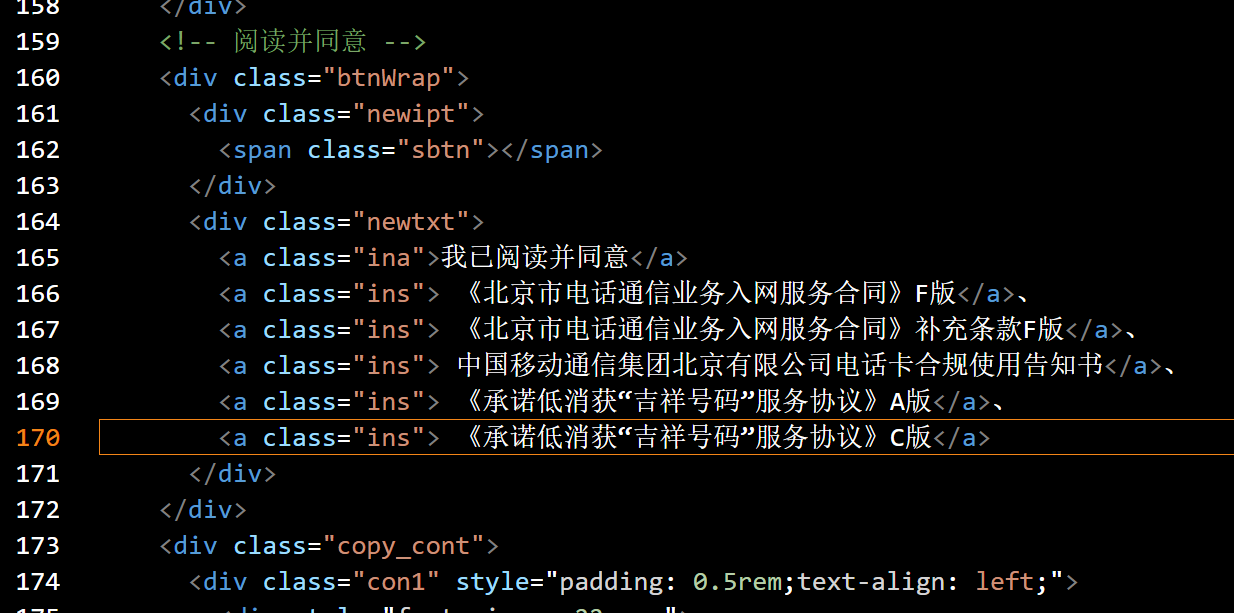 158 </div>
159 <!-- 阅读并同意 -->
160 <div class="btnWrap">
161 <div class="newipt">
162 <span class="sbtn"></span>
163 </div>
164 <div class="newtxt">
165 <a class="ina">我已阅读并同意</a>
166 <a class="ins"> 《北京市电话通信业务入网服务合同》F版</a>、
167 <a class="ins"> 《北京市电话通信业务入网服务合同》补充条款F版</a>、
168 <a class="ins"> 中国移动通信集团北京有限公司电话卡合规使用告知书</a>、
169 <a class="ins"> 《承诺低消获“吉祥号码”服务协议》A版</a>、
170 <a class="ins"> 《承诺低消获“吉祥号码”服务协议》C版</a>
171 </div>
172 </div>
173 <div class="copy_cont">
174 <div class="con1" style="padding: 0.5rem;text-align: left;">
175